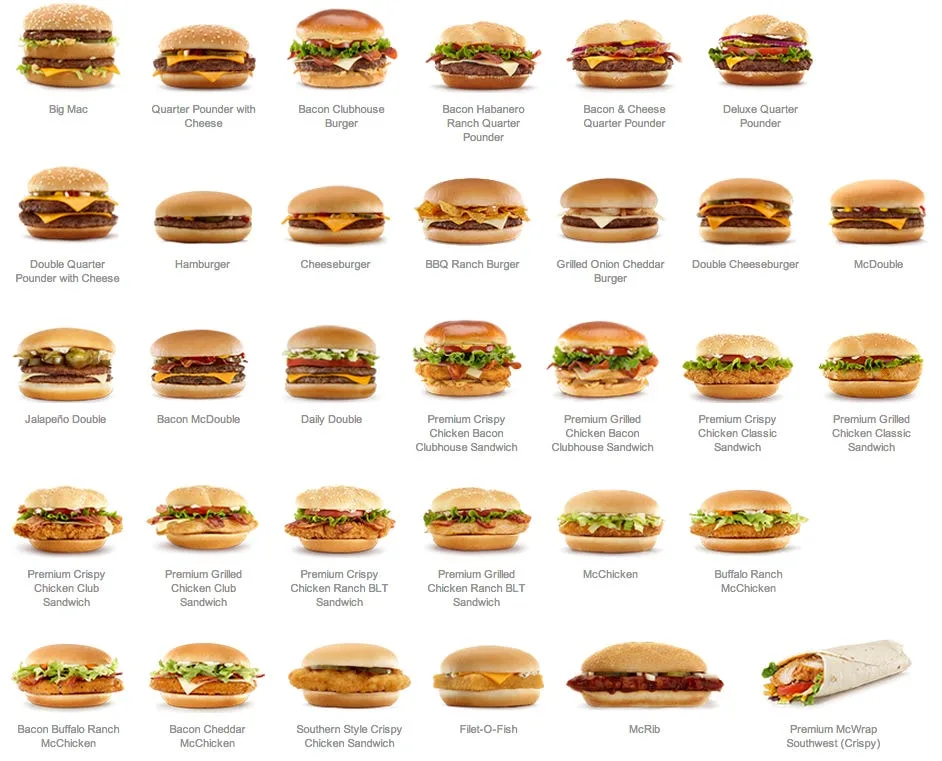 Big Mac
Quarter Pounder with
Cheese
Bacon Clubhouse
Burger
Bacon Habanero
Ranch Quarter
Pounder
Bacon & Cheese
Quarter Pounder
Deluxe Quarter
Pounder
Double Quarter
Pounder with Cheese
Hamburger
Cheeseburger
BBQ Ranch Burger
Grilled Onion Cheddar
Burger
Double Cheeseburger
McDouble
Jalapeño Double
Bacon McDouble
Daily Double
Premium Crispy
Chicken Bacon
Clubhouse Sandwich
Premium Grilled
Chicken Bacon
Clubhouse Sandwich
Premium Crispy
Chicken Classic
Sandwich
Premium Grilled
Chicken Classic
Sandwich
Premium Crispy
Chicken Club
Sandwich
Premium Grilled
Chicken Club
Sandwich
Premium Crispy
Chicken Ranch BLT
Sandwich
Premium Grilled
Chicken Ranch BLT
Sandwich
McChicken
Buffalo Ranch
McChicken
Bacon Buffalo Ranch
McChicken
Bacon Cheddar
McChicken
Southern Style Crispy
Chicken Sandwich
Filet-O-Fish
McRib
Premium McWrap
Southwest (Crispy)